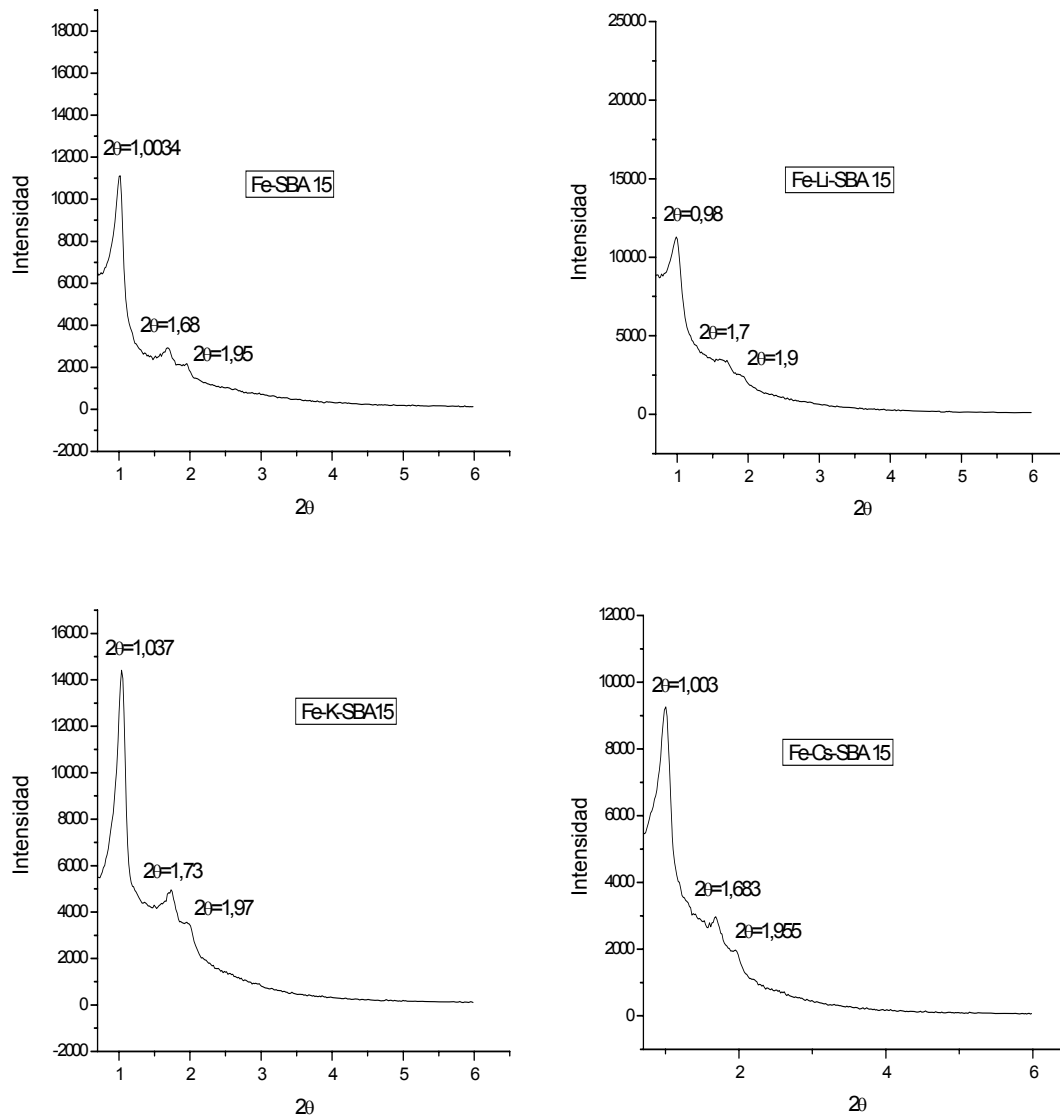 18000
16000
14000
12000
10000
8000
6000
4000
2000
0
-2000
Intensidad
2θ=1,0034
Fe-SBA 15
2θ=1,68
2θ=1,95
1 2 3 4 5 6
2θ
25000
20000
15000
10000
5000
0
Intensidad
2θ=0,98
Fe-Li-SBA 15
2θ=1,7
2θ=1,9
1 2 3 4 5 6
2θ
16000
14000
12000
10000
8000
6000
4000
2000
0
-2000
Intensidad
2θ=1,037
Fe-K-SBA15
2θ=1,73
2θ=1,97
1 2 3 4 5 6
2θ
12000
10000
8000
6000
4000
2000
0
Intensidad
2θ=1,003
Fe-Cs-SBA 15
2θ=1,683
2θ=1,955
2 4 6
2θ